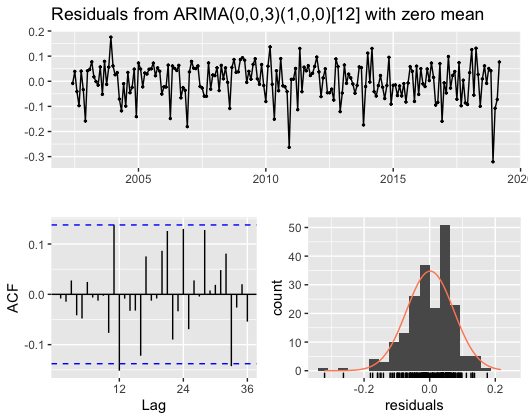 Residuals from ARIMA(0,0,3)(1,0,0)[12] with zero mean
0.2
0.1
0.0
-0.1
-0.2
-0.3
2005 2010 2015 2020
0.1
0.0
-0.1
ACF
12 24 36
Lag
50
40
30
20
10
0
count
-0.2 0.0 0.2
residuals